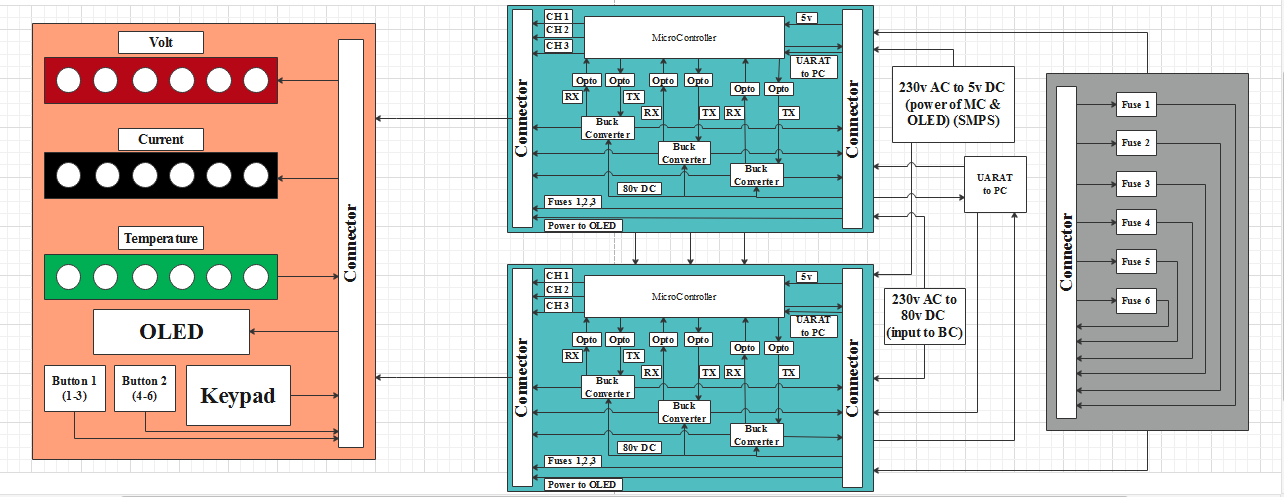 Volt
Current
Temperature
OLED
Button 1
(1-3)
Button 2
(4-6)
Keypad
Connector
Connector
CH 1
CH 2
CH 3
MicroController
5v
UARAT
to PC
Opto
Opto
Opto
Opto
Opto
Opto
RX
TX
RX
TX
RX
TX
Buck
Converter
Buck
Converter
Buck
Converter
80v DC
Fuses 1,2,3
Power to OLED
Connector
Connector
CH 1
CH 2
CH 3
MicroController
5v
UARAT
to PC
Opto
Opto
Opto
Opto
Opto
Opto
RX
TX
RX
TX
RX
TX
Buck
Converter
Buck
Converter
Buck
Converter
80v DC
Fuses 1,2,3
Power to OLED
Connector
230v AC to 5v DC
(power of MC &
OLED) (SMPS)
UARAT
to PC
230v AC to
80v DC
(input to BC)
Connector
Fuse 1
Fuse 2
Fuse 3
Fuse 4
Fuse 5
Fuse 6